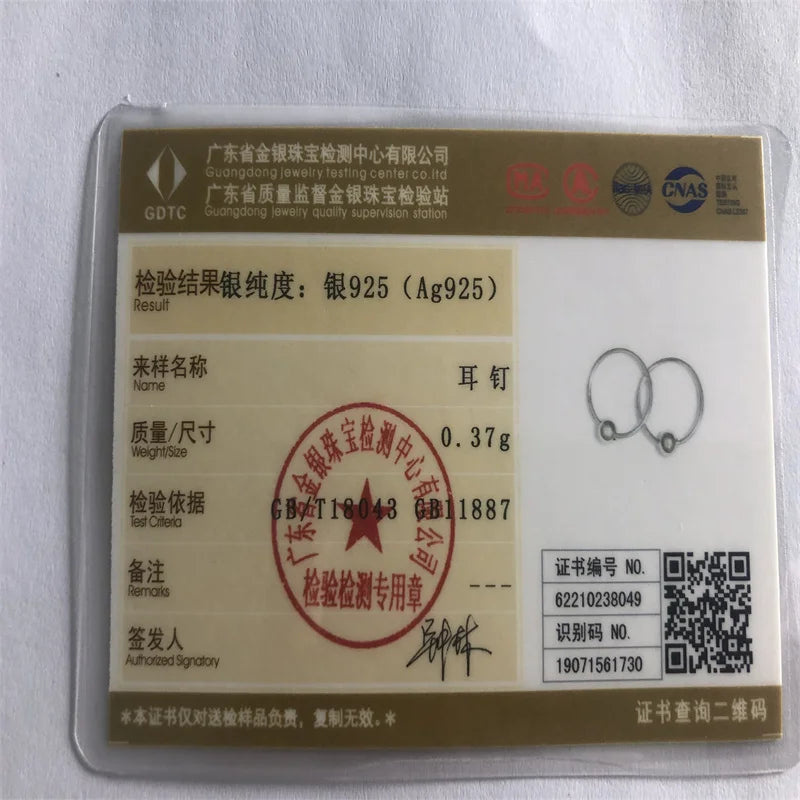 广东省金银珠宝检测中心有限公司
Guangdong jewelry testing center co.ltd
广东省质量监督金银珠宝检验站
Guangdong jewelry quality supervision station
GDTC
CNAS
TESTING
检验结果 银纯度: 银925 (Ag925)
Result
来样名称 耳钉
Name
质量/尺寸 0.37g
Weight/Size
检验依据 GB/T18043 GB11887
Test Criteria
备注 ---
Remarks
签发人
Authorized Signatory
广东省金银珠宝检测中心有限公司
检验检测专用章
证书编号 NO.
62210238049
识别码 NO.
19071561730
*本证书仅对送检样品负责，复制无效。*
证书查询二维码